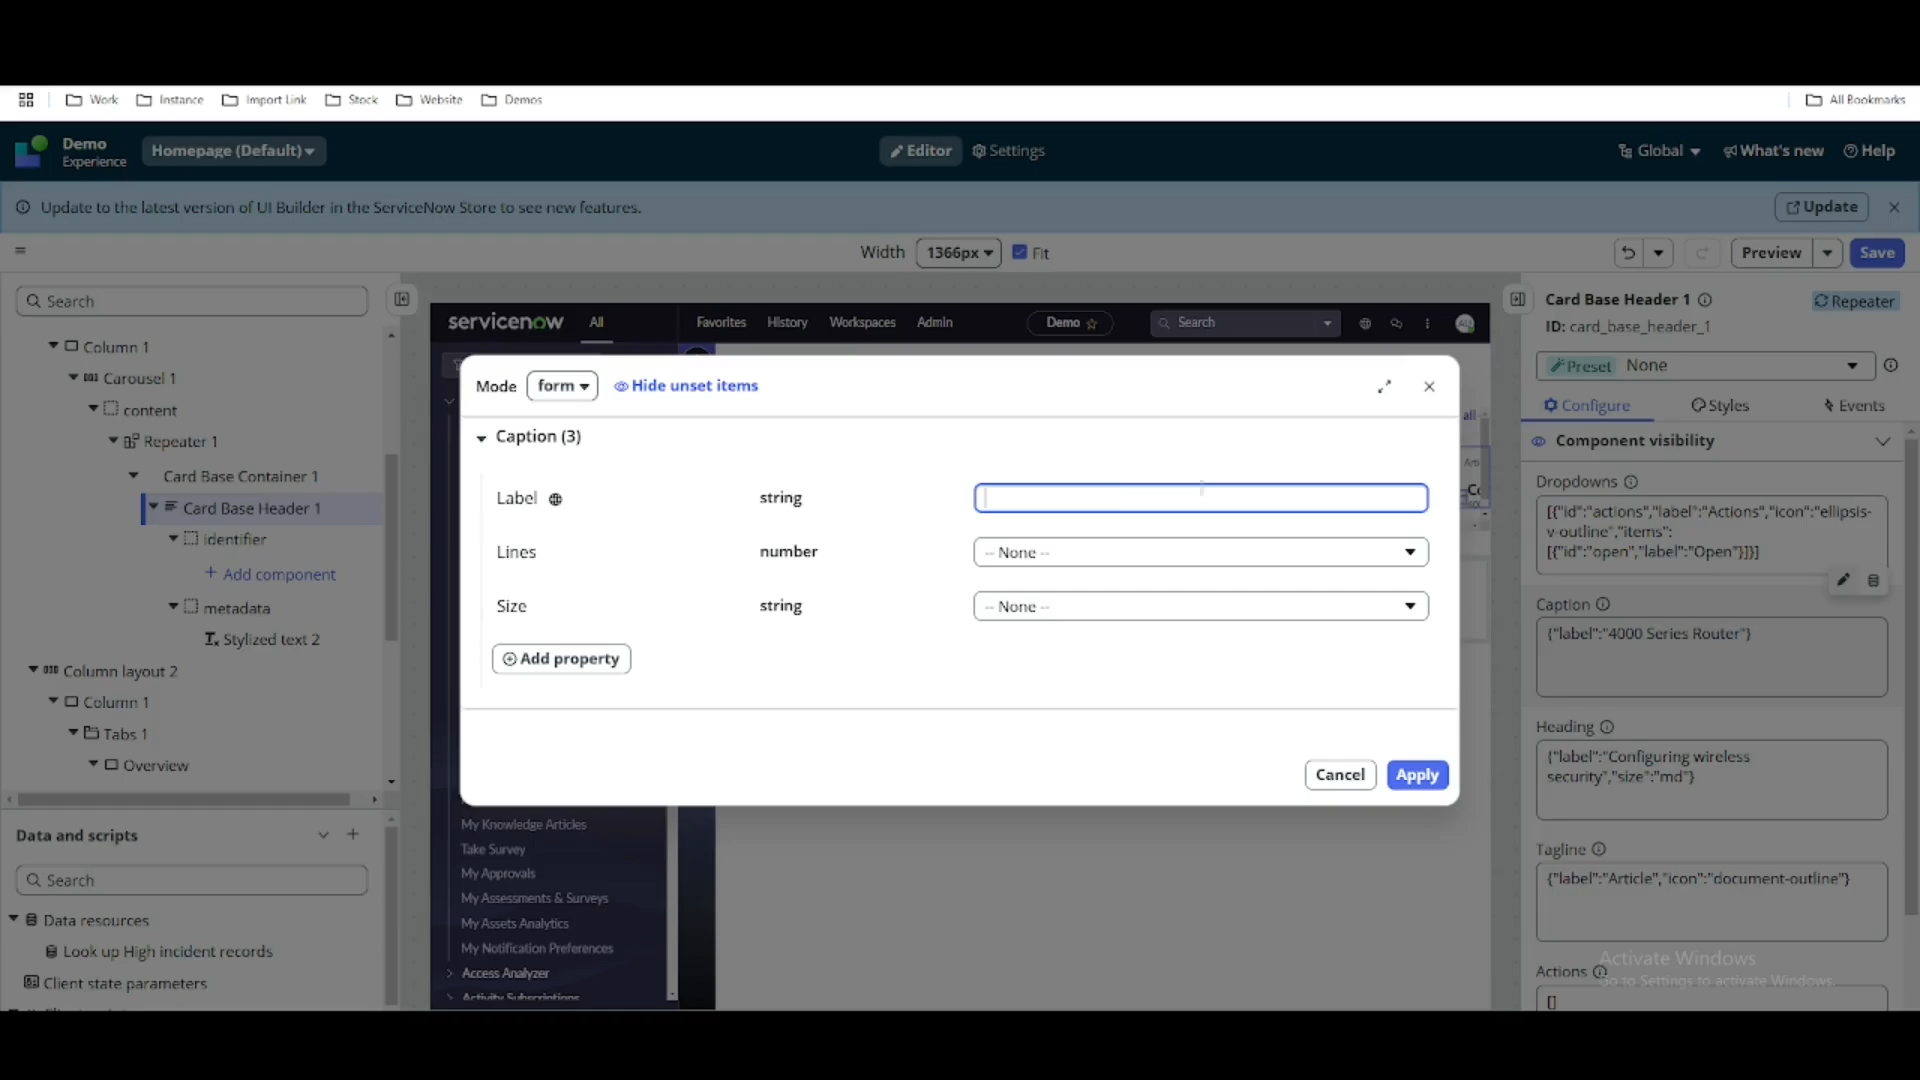 Work Instance Import Link Stock Website Demos All Bookmarks
Demo
Experience
Homepage (Default)
Editor Settings
Global What's new Help
Update to the latest version of UI Builder in the ServiceNow Store to see new features.
Update
Width 1366px Fit
Preview Save
Search
Column 1
Carousel 1
content
Repeater 1
Card Base Container 1
Card Base Header 1
identifier
+ Add component
metadata
Stylized text 2
Column layout 2
Column 1
Tabs 1
Overview
Data and scripts
Search
Data resources
Look up High incident records
Client state parameters
servicenow All Favorites History Workspaces Admin Demo Search
all
Mode form Hide unset items
Caption (3)
Label string
Lines number -- None --
Size string -- None --
Add property
Cancel Apply
My Knowledge Articles
Take Survey
My Approvals
My Assessments & Surveys
My Assets Analytics
My Notification Preferences
Access Analyzer
Activity Subscriptions
Card Base Header 1
Repeater
ID: card_base_header_1
Preset None
Configure Styles Events
Component visibility
Dropdowns
[{"id":"actions","label":"Actions","icon":"ellipsis-
v-outline","items":
[{"id":"open","label":"Open"}]}]
Caption
{"label":"4000 Series Router"}
Heading
{"label":"Configuring wireless
security","size":"md"}
Tagline
{"label":"Article","icon":"document-outline"}
Activate Windows
Go to Settings to activate Windows.
Actions
[]